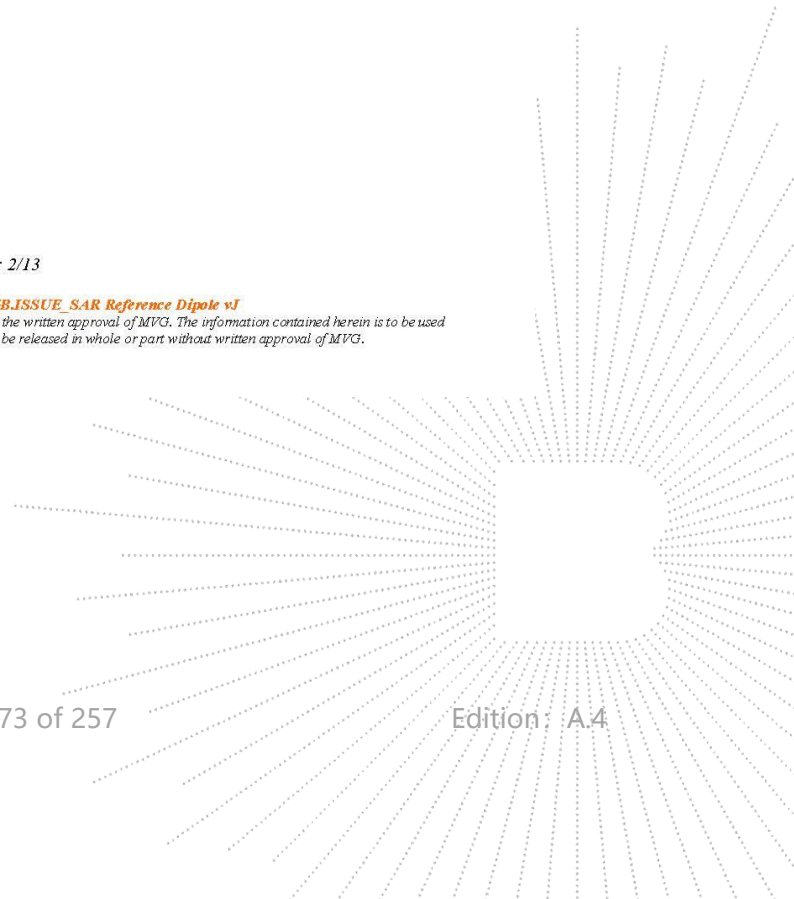 : 2/13
B.ISSUE_SAR Reference Dipole vJ
the written approval of MVG. The information contained herein is to be used
be released in whole or part without written approval of MVG.
73 of 257 Edition：A.4